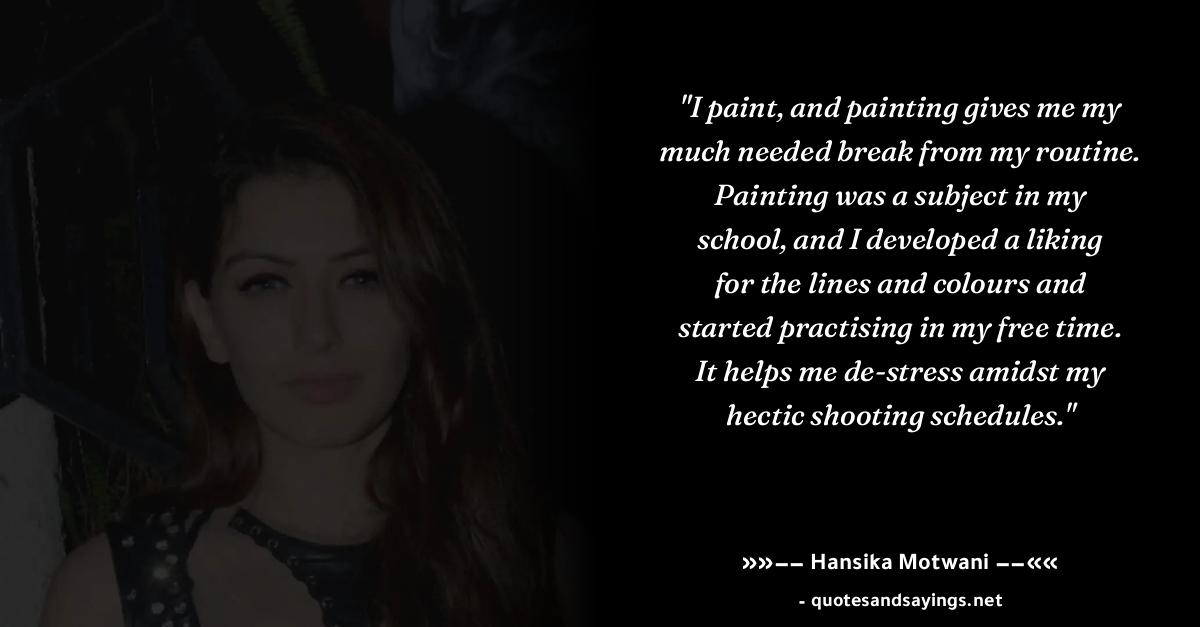 "I paint, and painting gives me my
much needed break from my routine.
Painting was a subject in my
school, and I developed a liking
for the lines and colours and
started practising in my free time.
It helps me de-stress amidst my
hectic shooting schedules."
»»−− Hansika Motwani −−««
- quotesandsayings.net